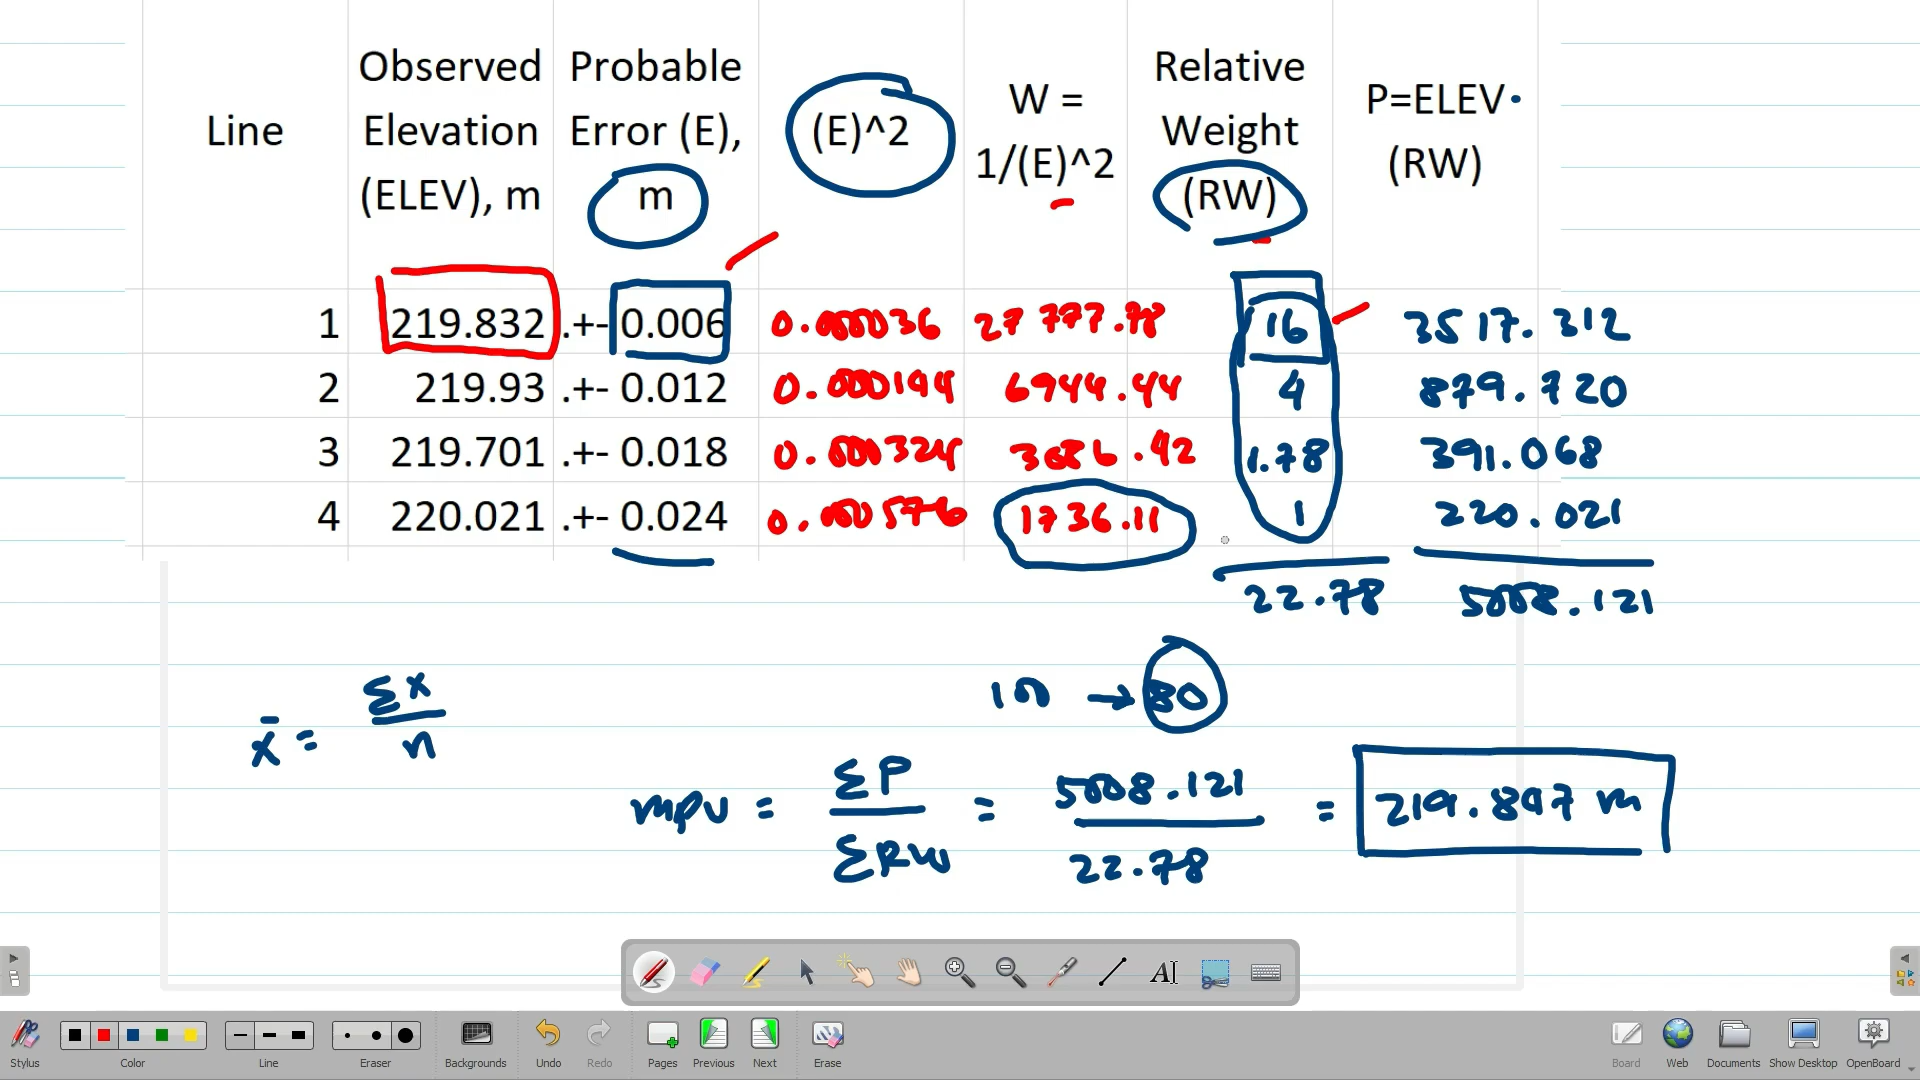 Line
Observed Elevation (ELEV), m
Probable Error (E), m
(E)^2
W = 1/(E)^2
Relative Weight (RW)
P=ELEV· (RW)
1 219.832 .+- 0.006 0.000036 27777.78 16 3517.312
2 219.93 .+- 0.012 0.000144 6944.44 4 879.720
3 219.701 .+- 0.018 0.000324 3086.42 1.78 391.068
4 220.021 .+- 0.024 0.000576 1736.11 1 220.021
22.78 5008.121
x̄ = Σx / n
100 → 80
mpv = ΣP / ΣRW = 5008.121 / 22.78 = 219.847 m
Stylus Color Line Eraser Backgrounds Undo Redo Pages Previous Next Erase Board Web Documents Show Desktop OpenBoard